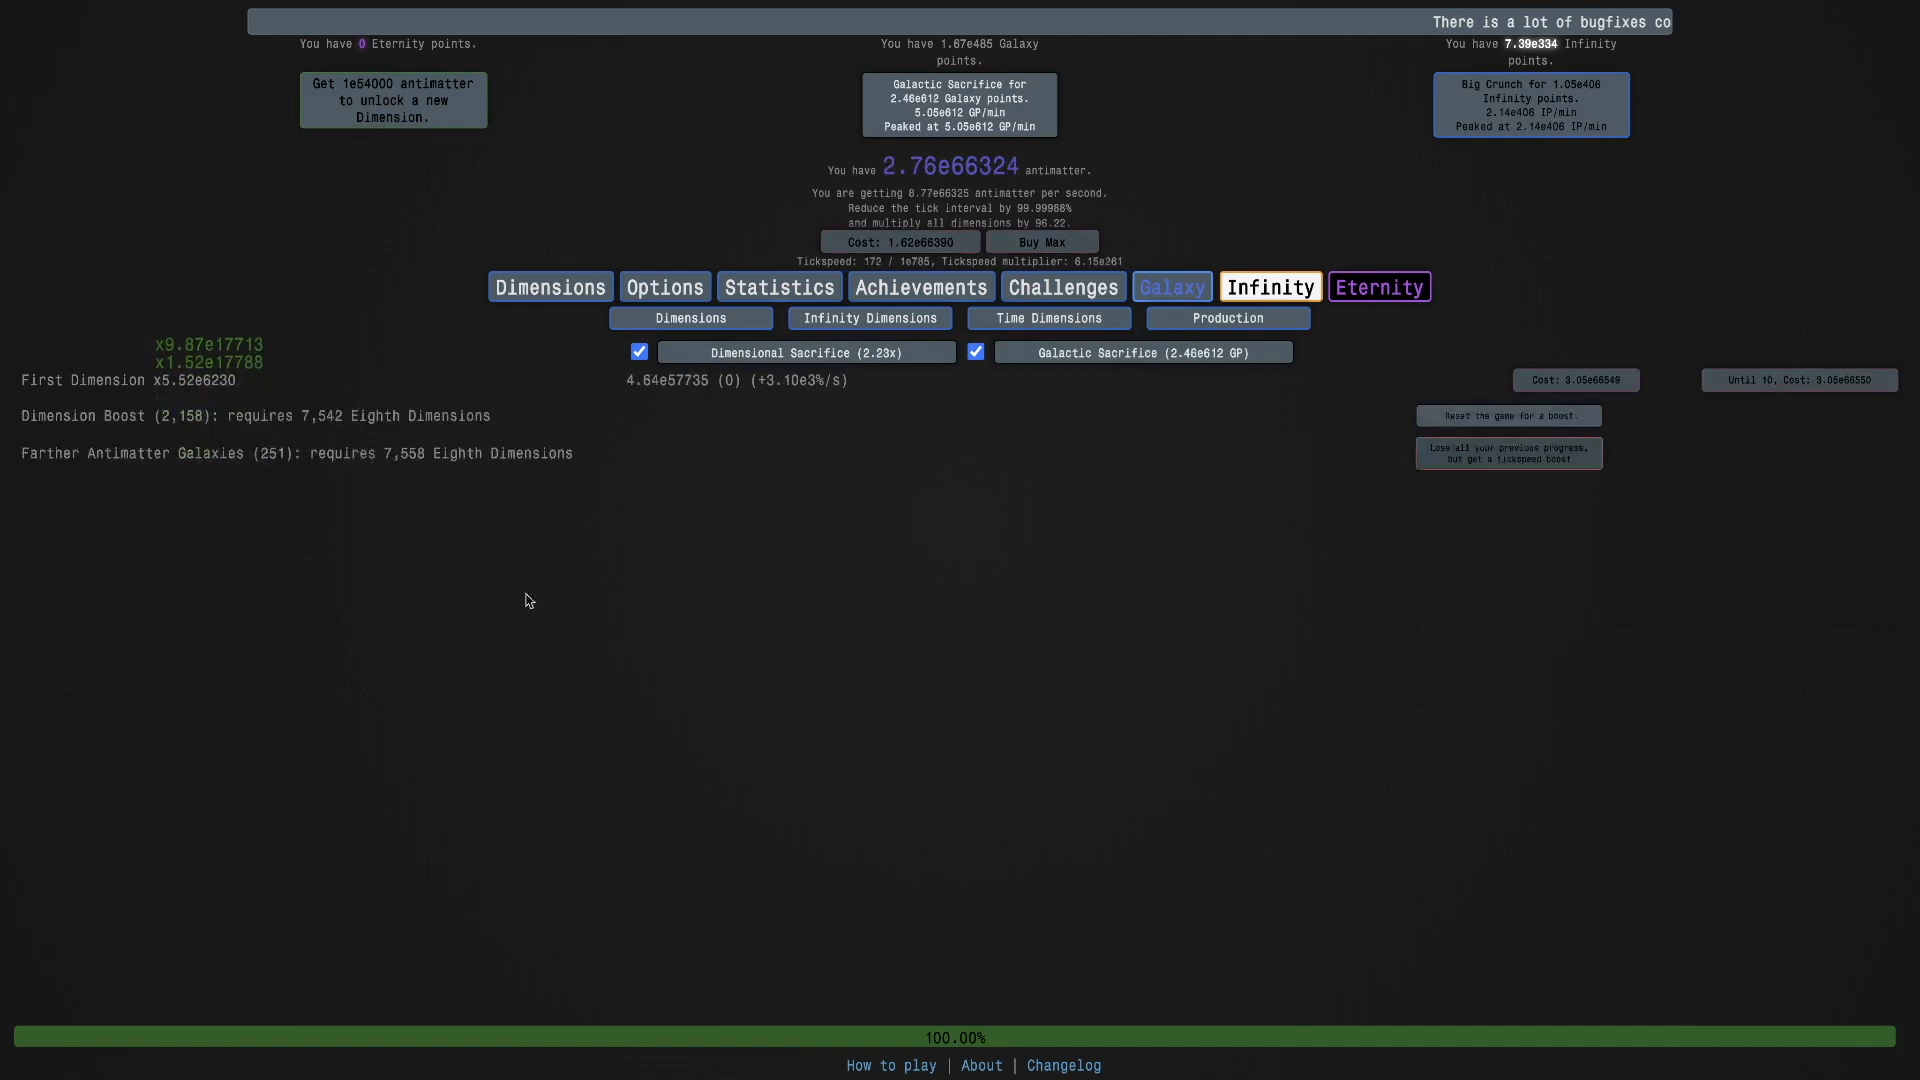 There is a lot of bugfixes co
You have 0 Eternity points.
You have 1.67e485 Galaxy
points.
You have 7.39e334 Infinity
points.
Get 1e54000 antimatter
to unlock a new
Dimension.
Galactic Sacrifice for
2.46e612 Galaxy points.
5.05e612 GP/min
Peaked at 5.05e612 GP/min
Big Crunch for 1.05e406
Infinity points.
2.14e406 IP/min
Peaked at 2.14e406 IP/min
You have 2.76e66324 antimatter.
You are getting 8.77e66325 antimatter per second.
Reduce the tick interval by 99.99988%
and multiply all dimensions by 96.22.
Cost: 1.62e66390 Buy Max
Tickspeed: 172 / 1e785, Tickspeed multiplier: 6.15e261
Dimensions Options Statistics Achievements Challenges Galaxy Infinity Eternity
Dimensions Infinity Dimensions Time Dimensions Production
x9.87e17713
Dimensional Sacrifice (2.23x) Galactic Sacrifice (2.46e612 GP)
x1.52e17788
First Dimension x5.52e6230 4.64e57735 (0) (+3.10e3%/s) Cost: 3.05e66549 Until 10, Cost: 3.05e66550
Dimension Boost (2,158): requires 7,542 Eighth Dimensions Reset the game for a boost.
Farther Antimatter Galaxies (251): requires 7,558 Eighth Dimensions
Lose all your previous progress,
but get a tickspeed boost
100.00%
How to play | About | Changelog